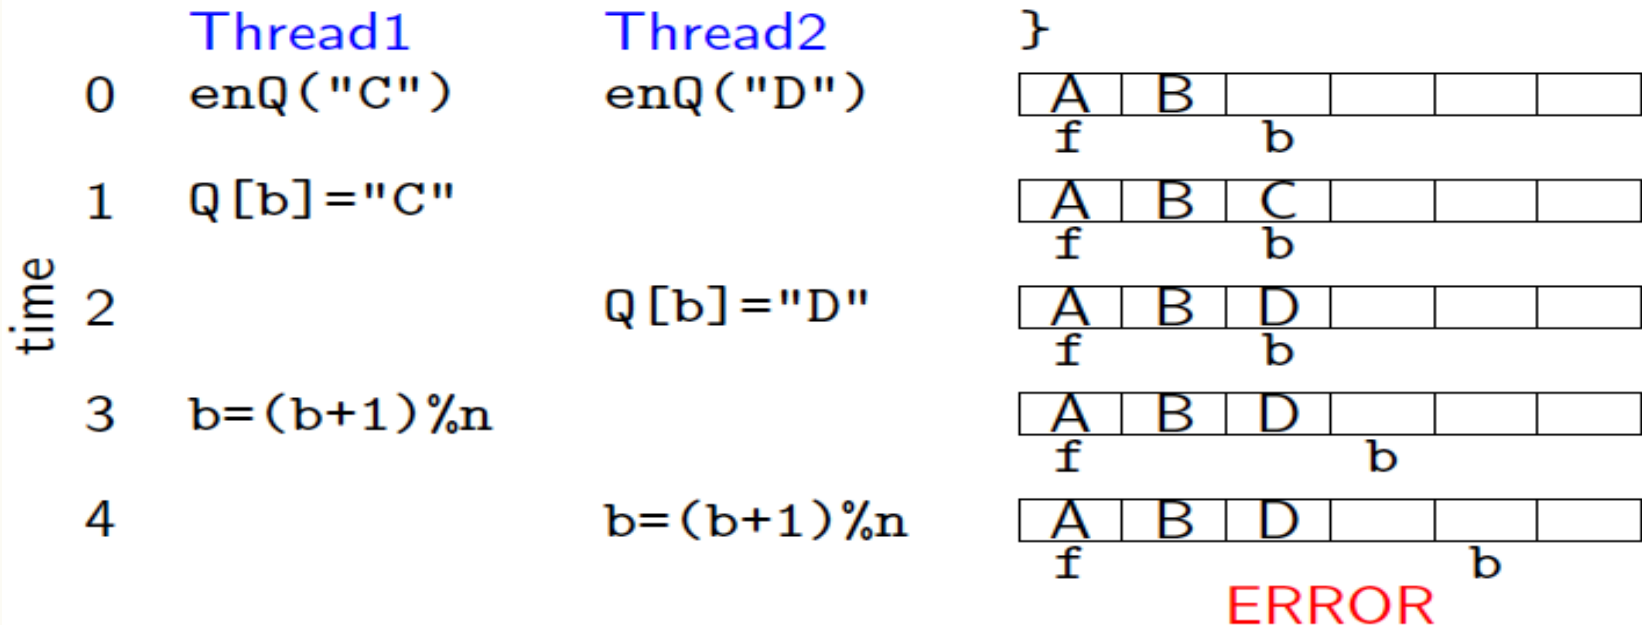 Thread1 Thread2 }
0 enQ("C") enQ("D") A B
f b
1 Q[b]="C" A B C
f b
time
2 Q[b]="D" A B D
f b
3 b=(b+1)%n A B D
f b
4 b=(b+1)%n A B D
f b
ERROR